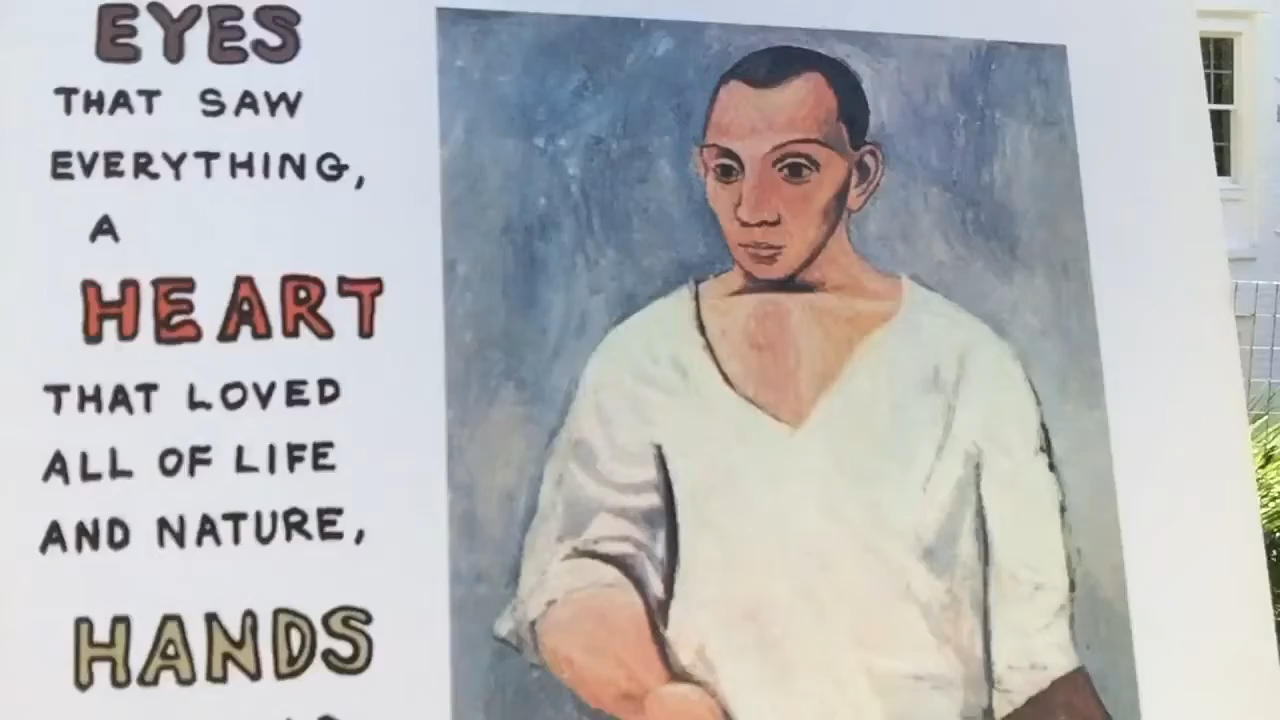 EYES
THAT SAW
EVERYTHING,
A
HEART
THAT LOVED
ALL OF LIFE
AND NATURE,
HANDS